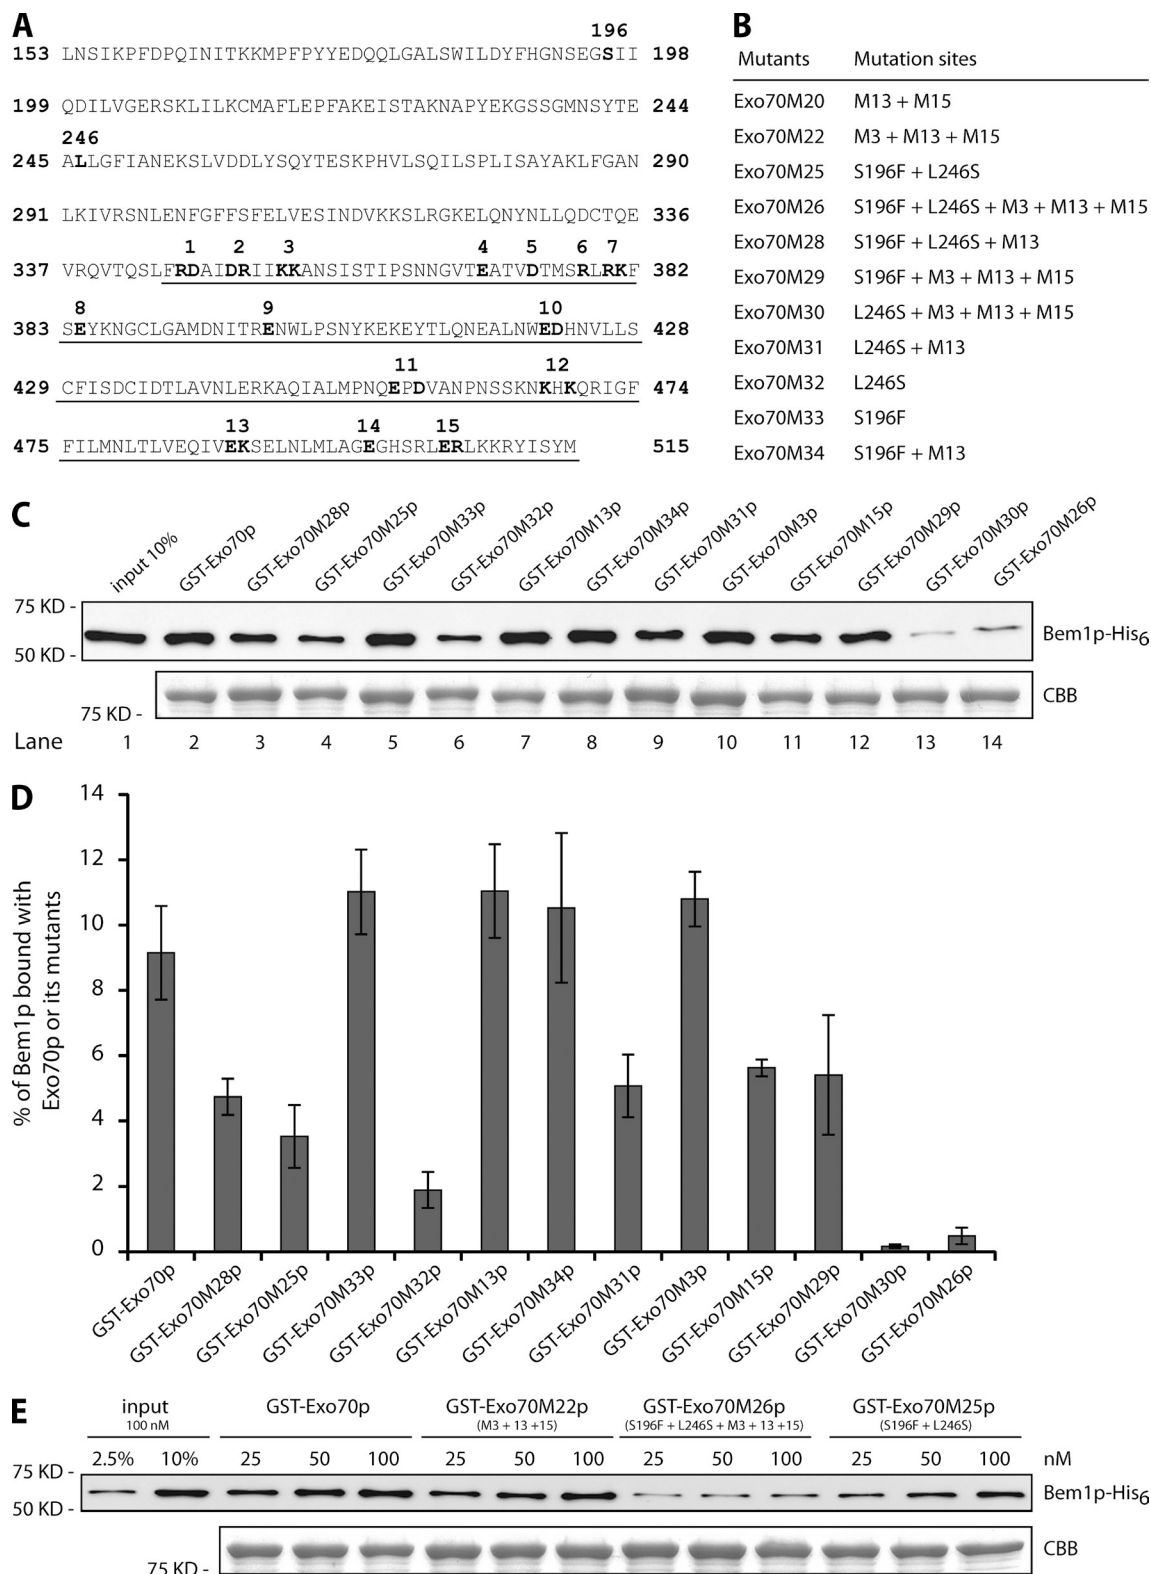 A
196
153 LNSIKPFDPQINITKKMPFPYYEDQQLGALSWILDYFHGNSEGSII 198
199 QDILVGERSKLILKCMAFLEPFAKEISTAKNAPYEKGSSGMNSYTE 244
246
245 ALLGFIANEKSLVDDLYSQYTESKPHVLSQILSPLISAYAKLFGAN 290
291 LKIVRSNLENFGFFSFELVESINDVKKSLRGKELQNYNLLQDCTQE 336
1 2 3 4 5 6 7
337 VRQVTQSLFRDAIDRIIKKANSISTIPSNNGVTEATVDTMSRLRKF 382
8 9 10
383 SEYKNGCLGAMDNITRENWLPSNYKEKEYTLQNEALNWEDHNVLLS 428
11 12
429 CFISDCIDTLAVNLERKAQIALMPNQEPDVANPNSSKNKHKQRIGF 474
13 14 15
475 FILMNLTLVEQIVEKSELNLMLAGEGHSRLERLKKRYISYM 515
B
Mutants Mutation sites
Exo70M20 M13 + M15
Exo70M22 M3 + M13 + M15
Exo70M25 S196F + L246S
Exo70M26 S196F + L246S + M3 + M13 + M15
Exo70M28 S196F + L246S + M13
Exo70M29 S196F + M3 + M13 + M15
Exo70M30 L246S + M3 + M13 + M15
Exo70M31 L246S + M13
Exo70M32 L246S
Exo70M33 S196F
Exo70M34 S196F + M13
C
input 10%
GST-Exo70p
GST-Exo70M28p
GST-Exo70M25p
GST-Exo70M33p
GST-Exo70M32p
GST-Exo70M13p
GST-Exo70M34p
GST-Exo70M31p
GST-Exo70M3p
GST-Exo70M15p
GST-Exo70M29p
GST-Exo70M30p
GST-Exo70M26p
75 KD -
50 KD -
Bem1p-His6
75 KD -
CBB
Lane 1 2 3 4 5 6 7 8 9 10 11 12 13 14
D
% of Bem1p bound with
Exo70p or its mutants
14
12
10
8
6
4
2
0
GST-Exo70p
GST-Exo70M28p
GST-Exo70M25p
GST-Exo70M33p
GST-Exo70M32p
GST-Exo70M13p
GST-Exo70M34p
GST-Exo70M31p
GST-Exo70M3p
GST-Exo70M15p
GST-Exo70M29p
GST-Exo70M30p
GST-Exo70M26p
E
input GST-Exo70p GST-Exo70M22p GST-Exo70M26p GST-Exo70M25p
100 nM (M3 + 13 +15) (S196F + L246S + M3 + 13 +15) (S196F + L246S)
2.5% 10% 25 50 100 25 50 100 25 50 100 25 50 100 nM
75 KD -
50 KD -
Bem1p-His6
CBB
75 KD -